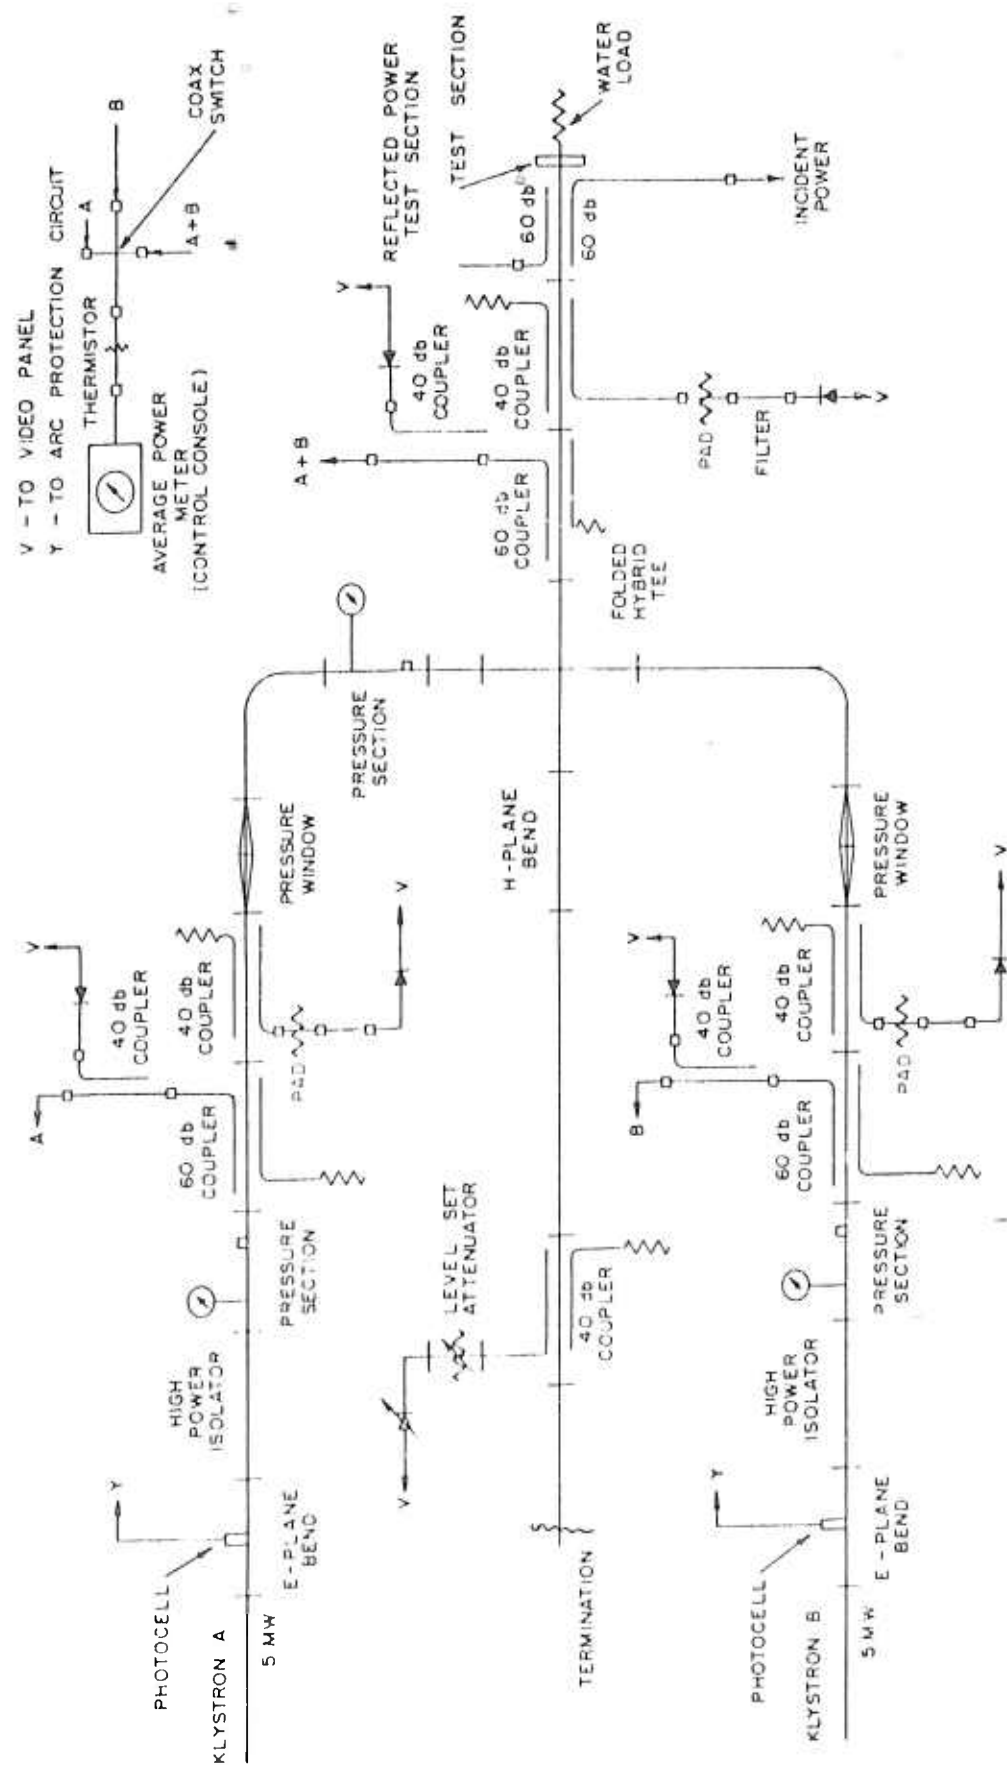 V - TO VIDEO PANEL
Y - TO ARC PROTECTION CIRCUIT
THERMISTOR
A
B
A+B
COAX
SWITCH
AVERAGE POWER
METER
(CONTROL CONSOLE)
KLYSTRON A
5 MW
PHOTOCELL
Y
E-PLANE
BEND
HIGH
POWER
ISOLATOR
PRESSURE
SECTION
A
60 db
COUPLER
V
40 db
COUPLER
40 db
COUPLER
PAD
V
PRESSURE
WINDOW
PRESSURE
SECTION
A+B
V
40 db
COUPLER
REFLECTED POWER
TEST SECTION
TEST SECTION
60 db
COUPLER
40 db
COUPLER
60 db
60 db
WATER
LOAD
INCIDENT
POWER
PAD
FILTER
V
FOLDED
HYBRID
TEE
H-PLANE
BEND
V
LEVEL SET
ATTENUATOR
40 db
COUPLER
TERMINATION
KLYSTRON B
5 MW
PHOTOCELL
Y
E-PLANE
BEND
HIGH
POWER
ISOLATOR
PRESSURE
SECTION
B
60 db
COUPLER
V
40 db
COUPLER
40 db
COUPLER
PAD
V
PRESSURE
WINDOW